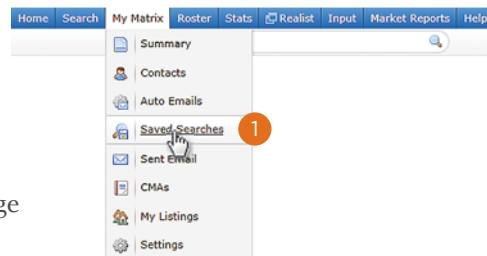 Home Search My Matrix Roster Stats Realist Input Market Reports Help
Summary
Contacts
Auto Emails
Saved Searches 1
Sent Email
CMAs
ge
My Listings
Settings